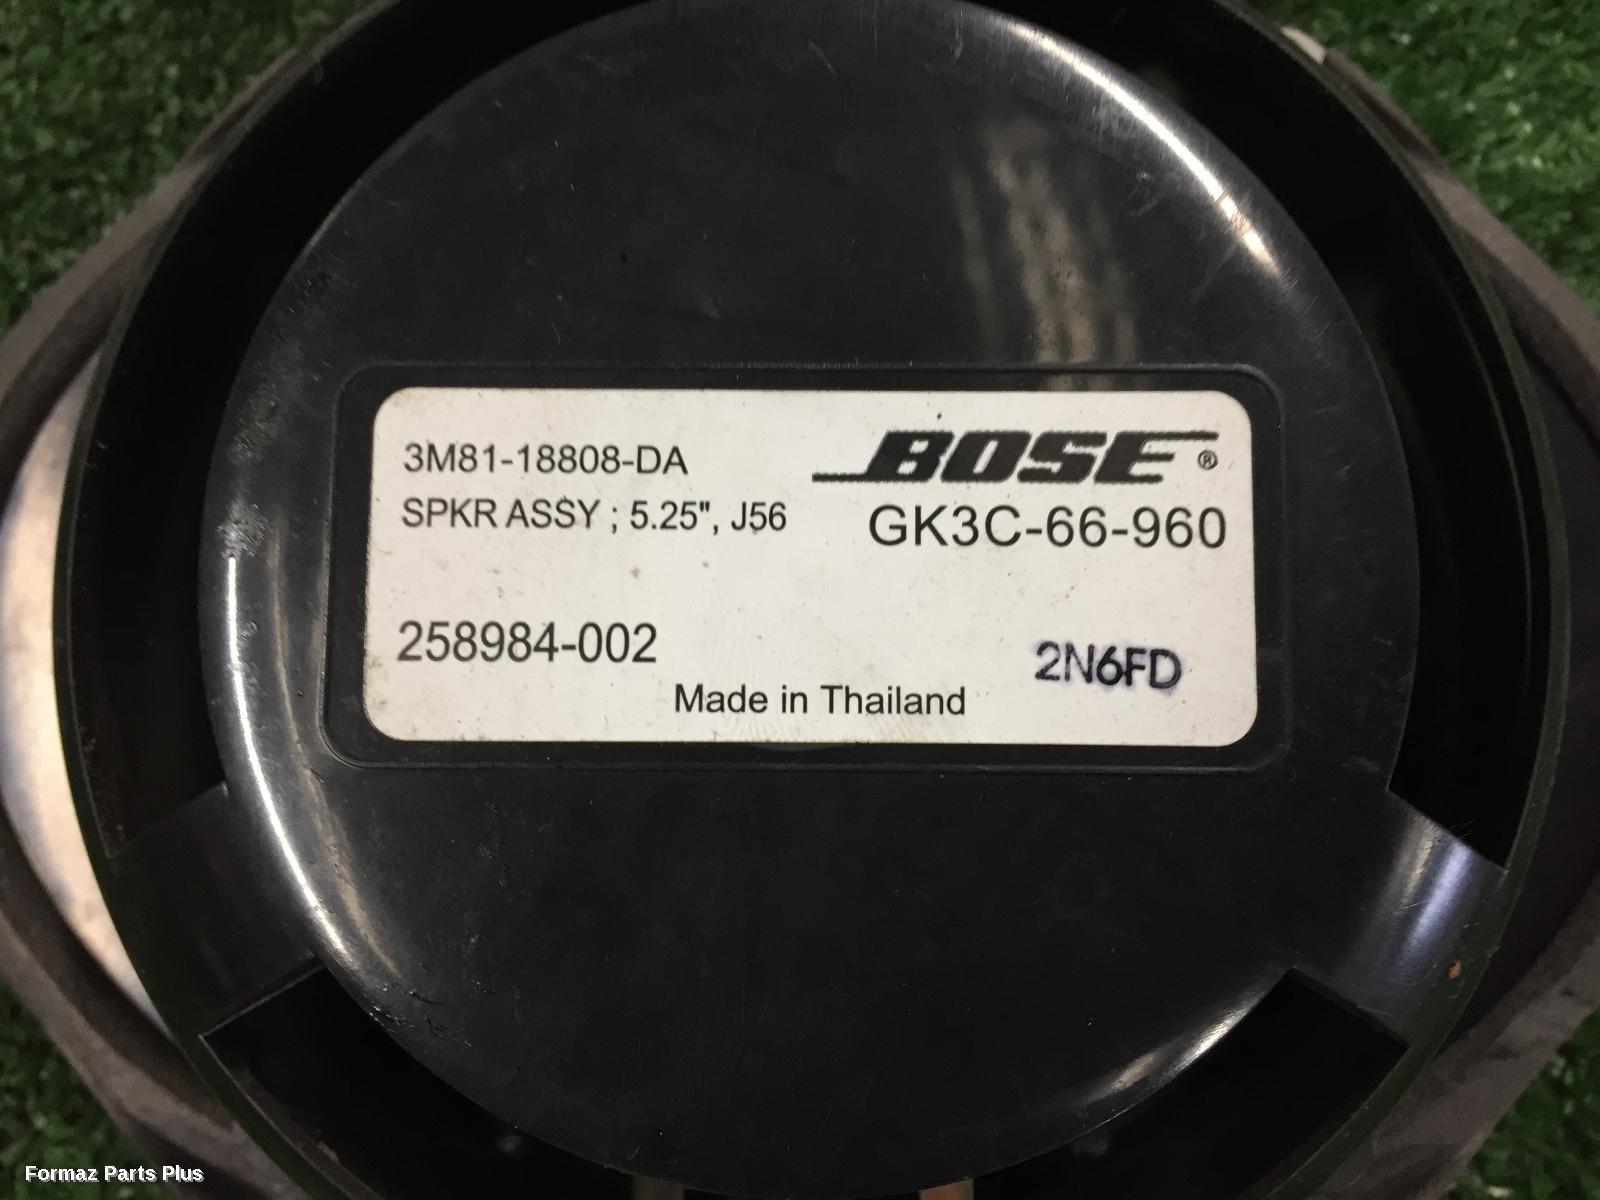 3M81-18808-DA
SPKR ASSY ; 5.25", J56
BOSE®
GK3C-66-960
258984-002
2N6FD
Made in Thailand
Formaz Parts Plus